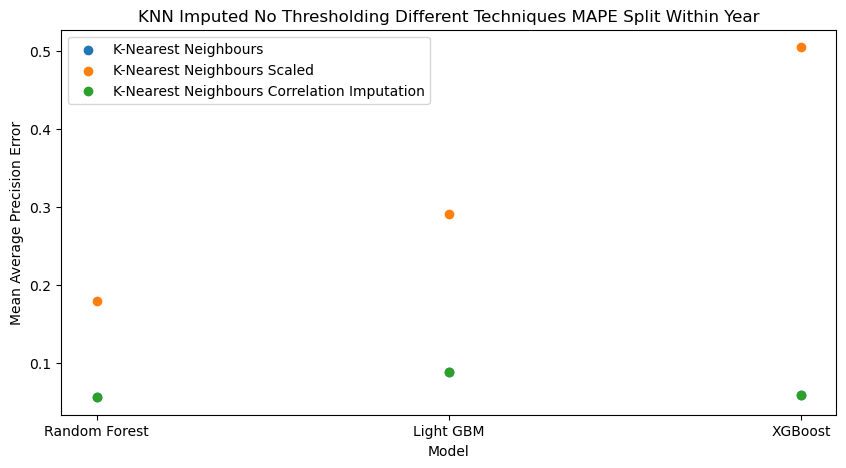 KNN Imputed No Thresholding Different Techniques MAPE Split Within Year
K-Nearest Neighbours
K-Nearest Neighbours Scaled
K-Nearest Neighbours Correlation Imputation
Mean Average Precision Error
0.5
0.4
0.3
0.2
0.1
Random Forest
Light GBM
XGBoost
Model